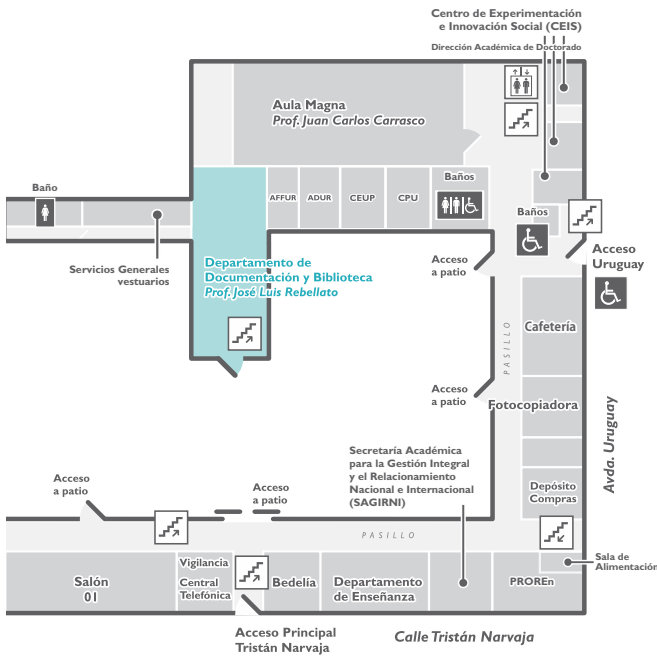 Centro de Experimentación
e Innovación Social (CEIS)
Dirección Académica de Doctorado
Aula Magna
Prof. Juan Carlos Carrasco
AFFUR
ADUR
CEUP
CPU
Baños
Baño
Baños
Servicios Generales
vestuarios
Departamento de
Documentación y Biblioteca
Prof. José Luis Rebellato
Acceso
a patio
Acceso
Uruguay
Cafetería
PASILLO
Acceso
a patio
Fotocopiadora
Avda. Uruguay
Secretaría Académica
para la Gestión Integral
y el Relacionamiento
Nacional e Internacional
(SAGIRNI)
Depósito
Compras
Acceso
a patio
Acceso
a patio
PASILLO
Salón
01
Vigilancia
Central
Telefónica
Bedelía
Departamento
de Enseñanza
PROREn
Sala de
Alimentación
Acceso Principal
Tristán Narvaja
Calle Tristán Narvaja